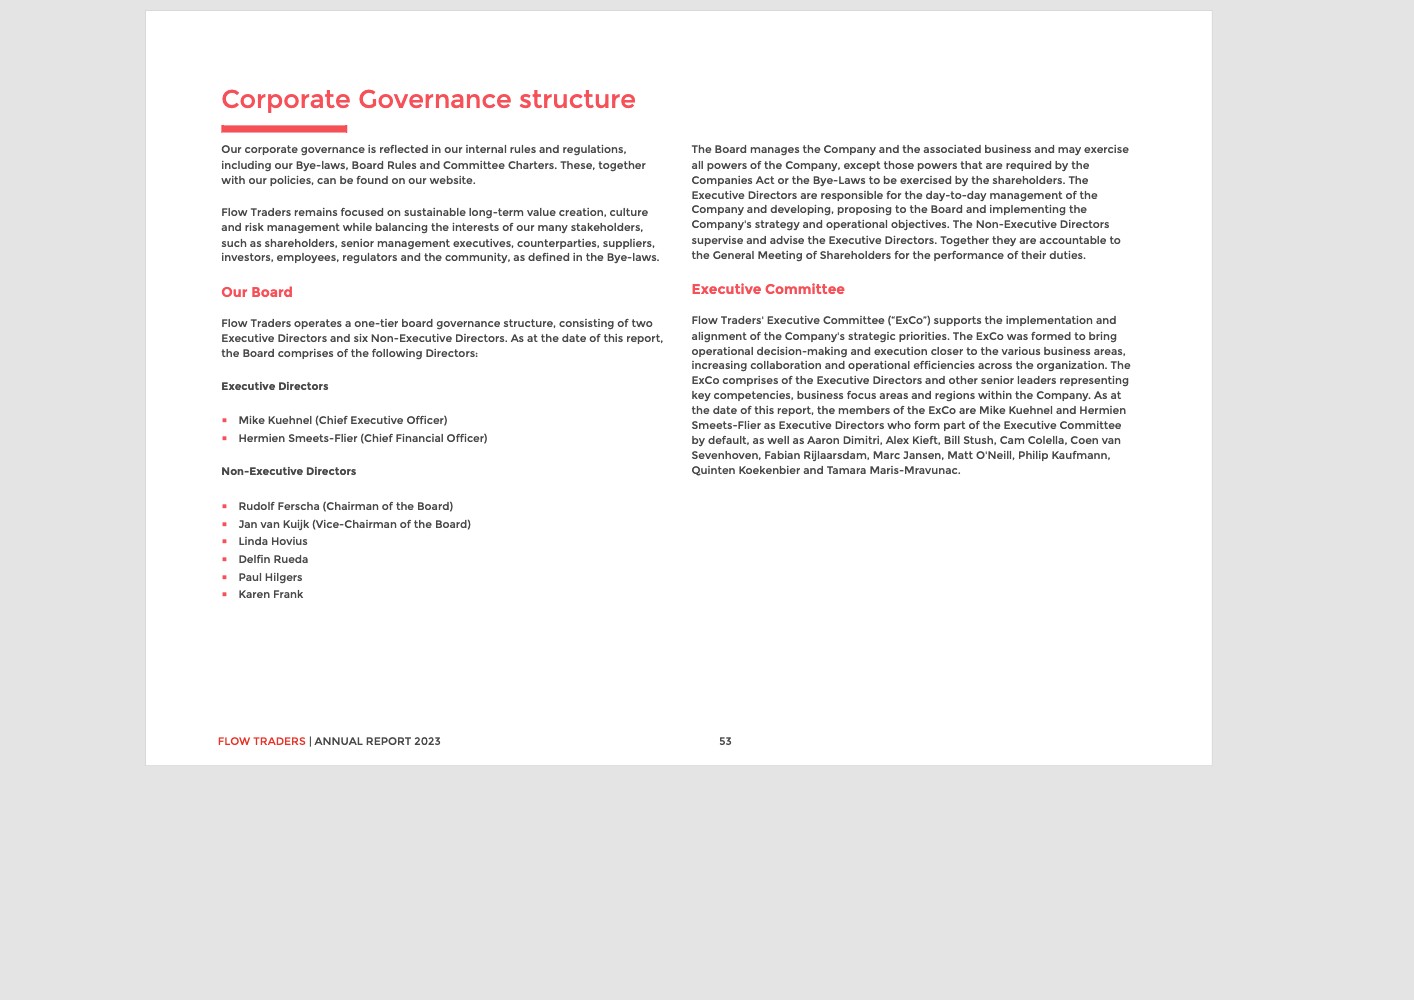 Corporate Governance structure
Our corporate governance is reflected in our internal rules and regulations,
including our Bye-laws, Board Rules and Committee Charters. These, together
with our policies, can be found on our website.
Flow Traders remains focused on sustainable long-term value creation, culture
and risk management while balancing the interests of our many stakeholders,
such as shareholders, senior management executives, counterparties, suppliers,
investors, employees, regulators and the community, as defined in the Bye-laws.
Our Board
Flow Traders operates a one-tier board governance structure, consisting of two
Executive Directors and six Non-Executive Directors. As at the date of this report,
the Board comprises of the following Directors:
Executive Directors
▪ Mike Kuehnel (Chief Executive Officer)
▪ Hermien Smeets-Flier (Chief Financial Officer)
Non-Executive Directors
▪ Rudolf Ferscha (Chairman of the Board)
▪ Jan van Kuijk (Vice-Chairman of the Board)
▪ Linda Hovius
▪ Delfin Rueda
▪ Paul Hilgers
▪ Karen Frank
The Board manages the Company and the associated business and may exercise
all powers of the Company, except those powers that are required by the
Companies Act or the Bye-Laws to be exercised by the shareholders. The
Executive Directors are responsible for the day-to-day management of the
Company and developing, proposing to the Board and implementing the
Company's strategy and operational objectives. The Non-Executive Directors
supervise and advise the Executive Directors. Together they are accountable to
the General Meeting of Shareholders for the performance of their duties.
Executive Committee
Flow Traders' Executive Committee ("ExCo") supports the implementation and
alignment of the Company's strategic priorities. The ExCo was formed to bring
operational decision-making and execution closer to the various business areas,
increasing collaboration and operational efficiencies across the organization. The
ExCo comprises of the Executive Directors and other senior leaders representing
key competencies, business focus areas and regions within the Company. As at
the date of this report, the members of the ExCo are Mike Kuehnel and Hermien
Smeets-Flier as Executive Directors who form part of the Executive Committee
by default, as well as Aaron Dimitri, Alex Kieft, Bill Stush, Cam Colella, Coen van
Sevenhoven, Fabian Rijlaarsdam, Marc Jansen, Matt O'Neill, Philip Kaufmann,
Quinten Koekenbier and Tamara Maris-Mravunac.
FLOW TRADERS | ANNUAL REPORT 2023
53